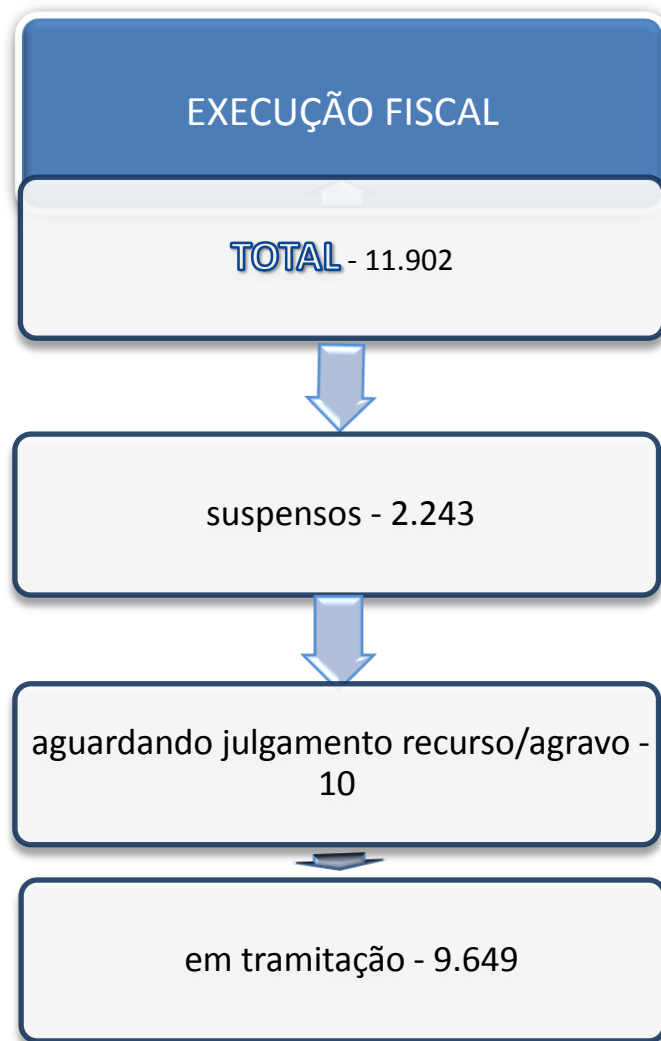 EXECUÇÃO FISCAL
TOTAL - 11.902
suspensos - 2.243
aguardando julgamento recurso/agravo -
10
em tramitação - 9.649